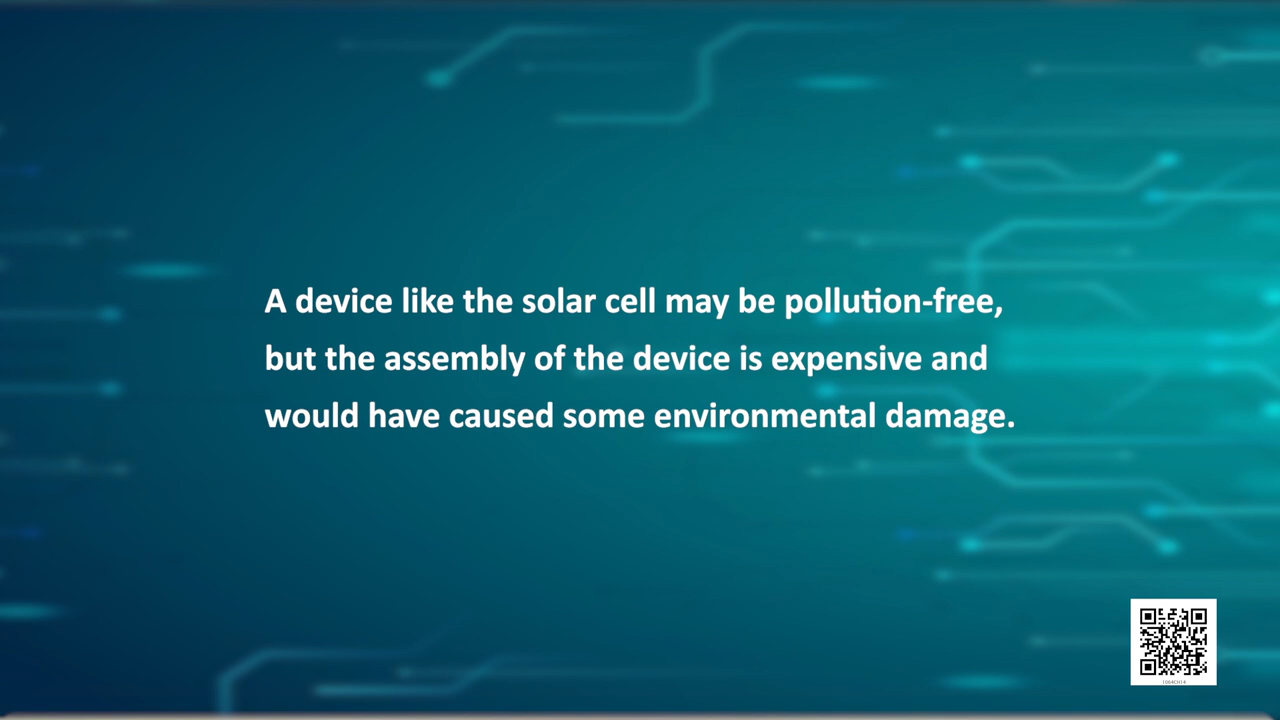 A device like the solar cell may be pollution-free,
but the assembly of the device is expensive and
would have caused some environmental damage.
1064CH14